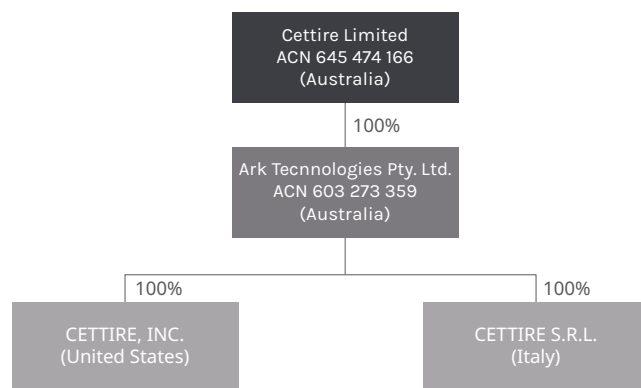 Cettire Limited
ACN 645 474 166
(Australia)
100%
Ark Tecnnologies Pty. Ltd.
ACN 603 273 359
(Australia)
100%
100%
CETTIRE, INC.
(United States)
CETTIRE S.R.L.
(Italy)